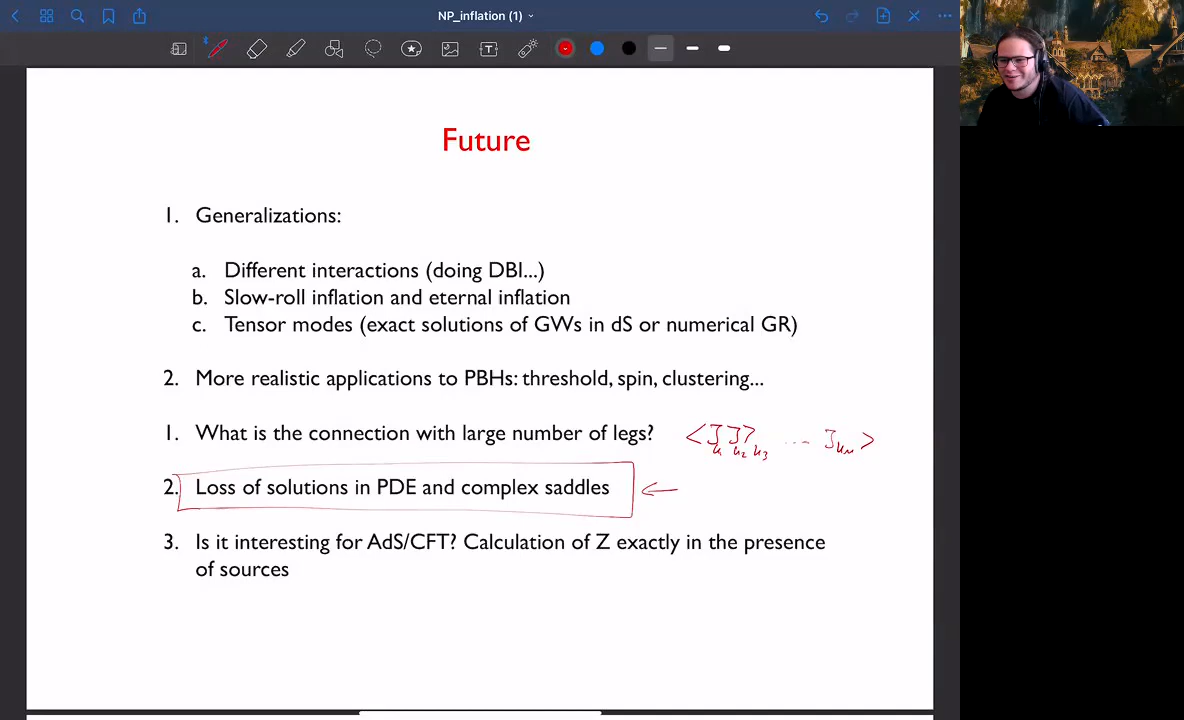 NP_inflation (1)
Future
1. Generalizations:
a. Different interactions (doing DBI...)
b. Slow-roll inflation and eternal inflation
c. Tensor modes (exact solutions of GWs in dS or numerical GR)
2. More realistic applications to PBHs: threshold, spin, clustering...
1. What is the connection with large number of legs?
2. Loss of solutions in PDE and complex saddles
3. Is it interesting for AdS/CFT? Calculation of Z exactly in the presence
of sources